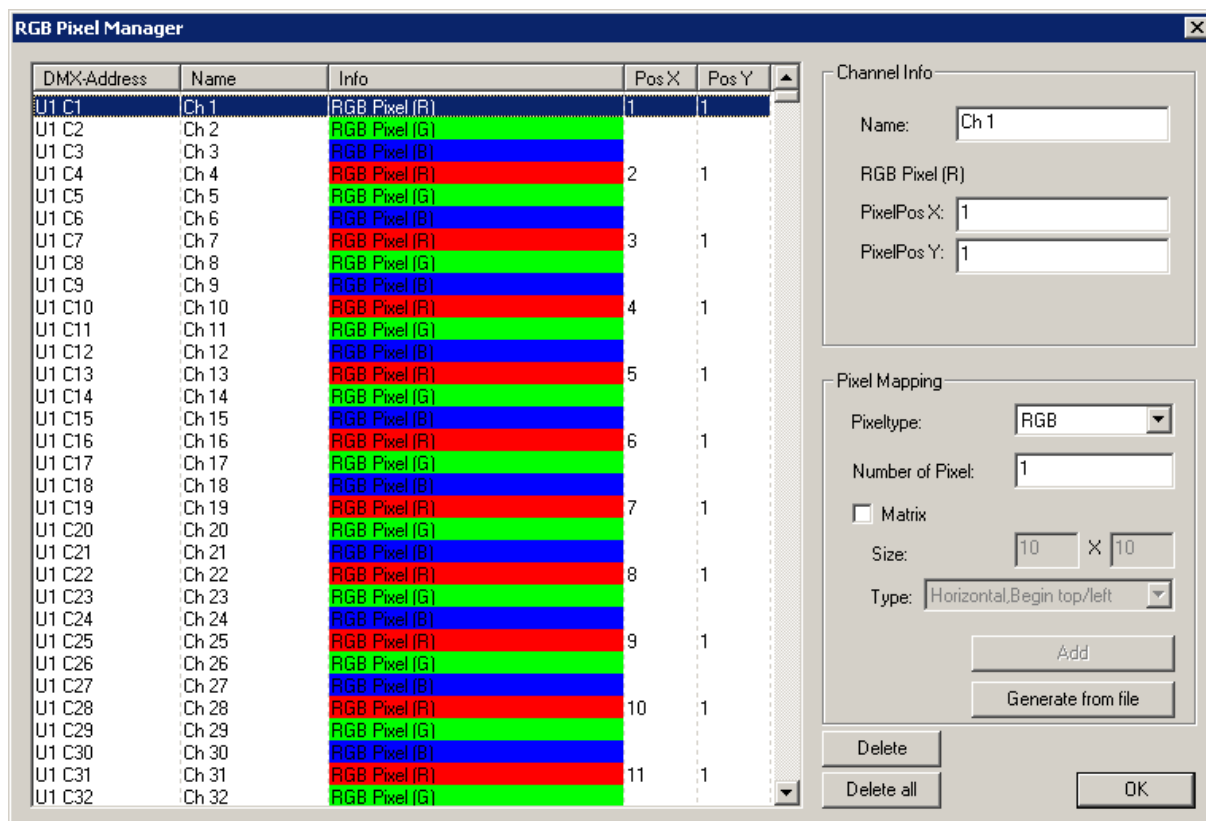 RGB Pixel Manager
DMX-Address Name Info Pos X Pos Y
U1 C1 Ch 1 RGB Pixel (R) 1 1
U1 C2 Ch 2 RGB Pixel (G)
U1 C3 Ch 3 RGB Pixel (B)
U1 C4 Ch 4 RGB Pixel (R) 2 1
U1 C5 Ch 5 RGB Pixel (G)
U1 C6 Ch 6 RGB Pixel (B)
U1 C7 Ch 7 RGB Pixel (R) 3 1
U1 C8 Ch 8 RGB Pixel (G)
U1 C9 Ch 9 RGB Pixel (B)
U1 C10 Ch 10 RGB Pixel (R) 4 1
U1 C11 Ch 11 RGB Pixel (G)
U1 C12 Ch 12 RGB Pixel (B)
U1 C13 Ch 13 RGB Pixel (R) 5 1
U1 C14 Ch 14 RGB Pixel (G)
U1 C15 Ch 15 RGB Pixel (B)
U1 C16 Ch 16 RGB Pixel (R) 6 1
U1 C17 Ch 17 RGB Pixel (G)
U1 C18 Ch 18 RGB Pixel (B)
U1 C19 Ch 19 RGB Pixel (R) 7 1
U1 C20 Ch 20 RGB Pixel (G)
U1 C21 Ch 21 RGB Pixel (B)
U1 C22 Ch 22 RGB Pixel (R) 8 1
U1 C23 Ch 23 RGB Pixel (G)
U1 C24 Ch 24 RGB Pixel (B)
U1 C25 Ch 25 RGB Pixel (R) 9 1
U1 C26 Ch 26 RGB Pixel (G)
U1 C27 Ch 27 RGB Pixel (B)
U1 C28 Ch 28 RGB Pixel (R) 10 1
U1 C29 Ch 29 RGB Pixel (G)
U1 C30 Ch 30 RGB Pixel (B)
U1 C31 Ch 31 RGB Pixel (R) 11 1
U1 C32 Ch 32 RGB Pixel (G)
Channel Info
Name: Ch 1
RGB Pixel (R)
PixelPos X: 1
PixelPos Y: 1
Pixel Mapping
Pixeltype: RGB
Number of Pixel: 1
Matrix
Size: 10 X 10
Type: Horizontal,Begin top/left
Add
Generate from file
Delete
Delete all
OK